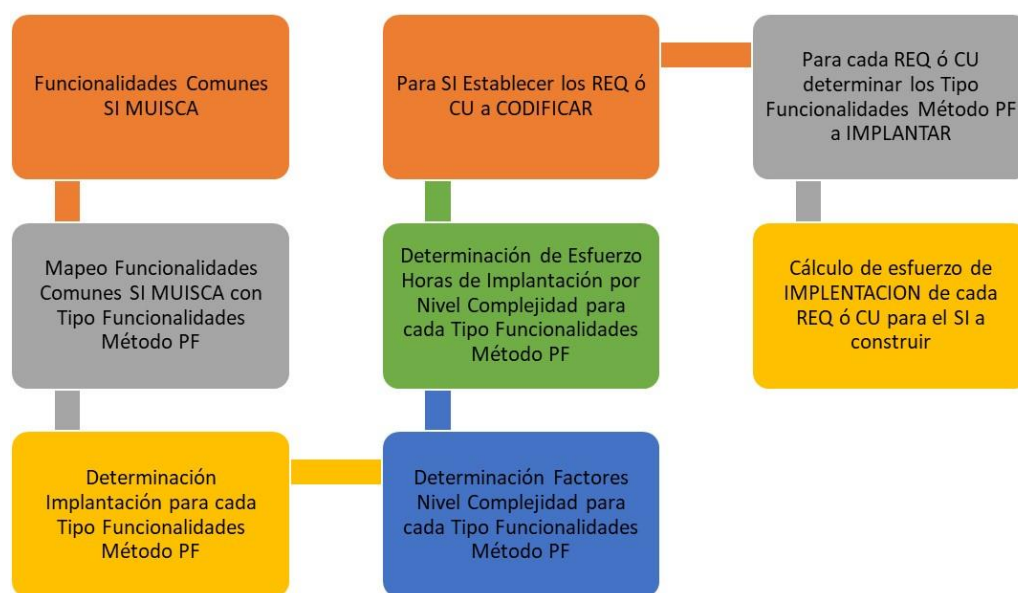 Funcionalidades Comunes
SI MUISCA
Mapeo Funcionalidades
Comunes SI MUISCA con
Tipo Funcionalidades
Método PF
Determinación
Implantación para cada
Tipo Funcionalidades
Método PF
Determinación Factores
Nivel Complejidad para
cada Tipo Funcionalidades
Método PF
Determinación de Esfuerzo
Horas de Implantación por
Nivel Complejidad para
cada Tipo Funcionalidades
Método PF
Para SI Establecer los REQ ó
CU a CODIFICAR
Para cada REQ ó CU
determinar los Tipo
Funcionalidades Método PF
a IMPLANTAR
Cálculo de esfuerzo de
IMPLENTACION de cada
REQ ó CU para el SI a
construir